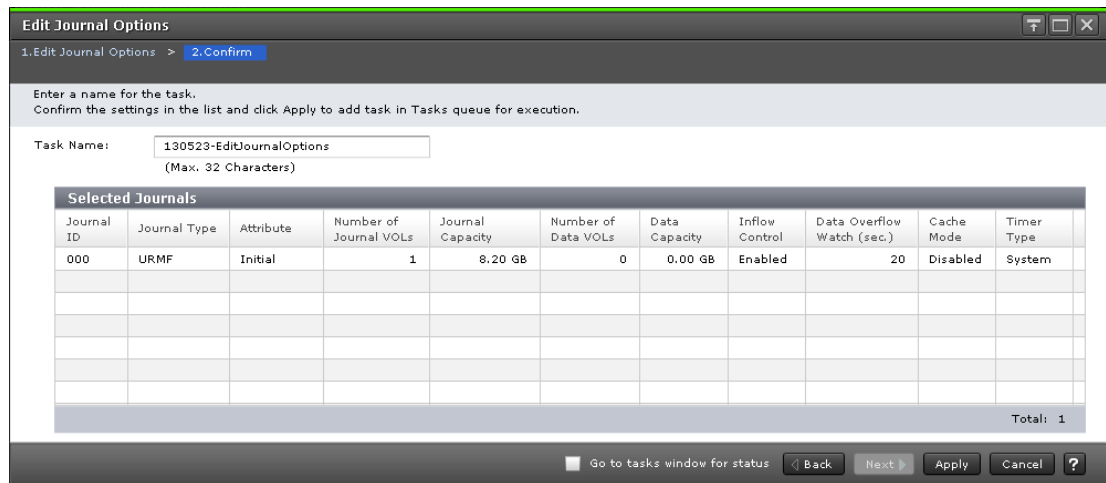 Edit Journal Options
1.Edit Journal Options > 2.Confirm
Enter a name for the task.
Confirm the settings in the list and click Apply to add task in Tasks queue for execution.
Task Name: 130523-EditJournalOptions
(Max. 32 Characters)
Selected Journals
Journal ID Journal Type Attribute Number of Journal VOLs Journal Capacity Number of Data VOLs Data Capacity Inflow Control Data Overflow Watch (sec.) Cache Mode Timer Type
000 URMF Initial 1 8.20 GB 0 0.00 GB Enabled 20 Disabled System
Total: 1
Go to tasks window for status Back Next Apply Cancel ?